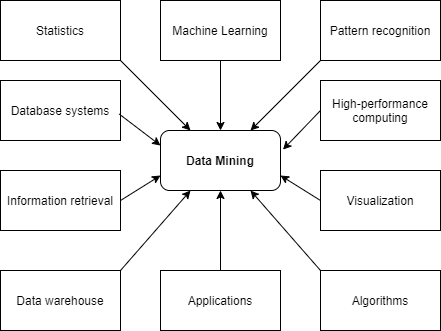 Statistics
Machine Learning
Pattern recognition
Database systems
High-performance
computing
Data Mining
Information retrieval
Visualization
Data warehouse
Applications
Algorithms